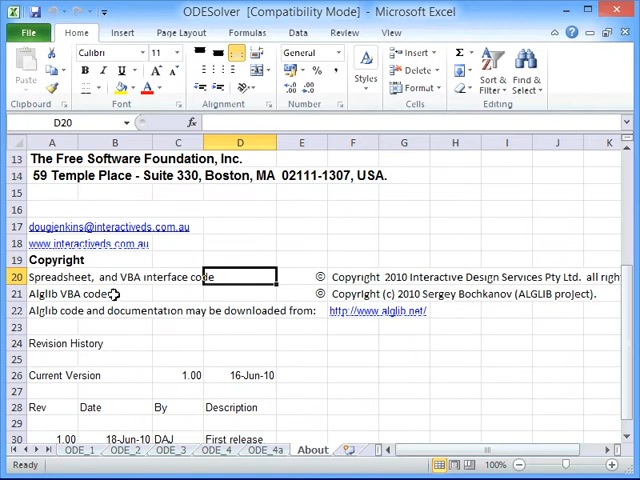 ODESolver [Compatibility Mode] - Microsoft Excel
File Home Insert Page Layout Formulas Data Review View
Paste Calibri 11 General Styles Insert Delete Format Sort & Filter Find & Select
Clipboard Font Alignment Number Cells Editing
D20 fx
A B C D E F G H I J K
13 The Free Software Foundation, Inc.
14 59 Temple Place - Suite 330, Boston, MA 02111-1307, USA.
15
16
17 dougjenkins@interactiveds.com.au
18 www.interactiveds.com.au
19 Copyright
20 Spreadsheet, and VBA interface code © Copyright 2010 Interactive Design Services Pty Ltd. all righ
21 Alglib VBA code © Copyright (c) 2010 Sergey Bochkanov (ALGLIB project).
22 Alglib code and documentation may be downloaded from: http://www.alglib.net/
23
24 Revision History
25
26 Current Version 1.00 16-Jun-10
27
28 Rev Date By Description
29
30 1.00 18-Jun-10 DAJ First release
ODE_1 ODE_2 ODE_3 ODE_4 ODE_4a About
Ready 100%